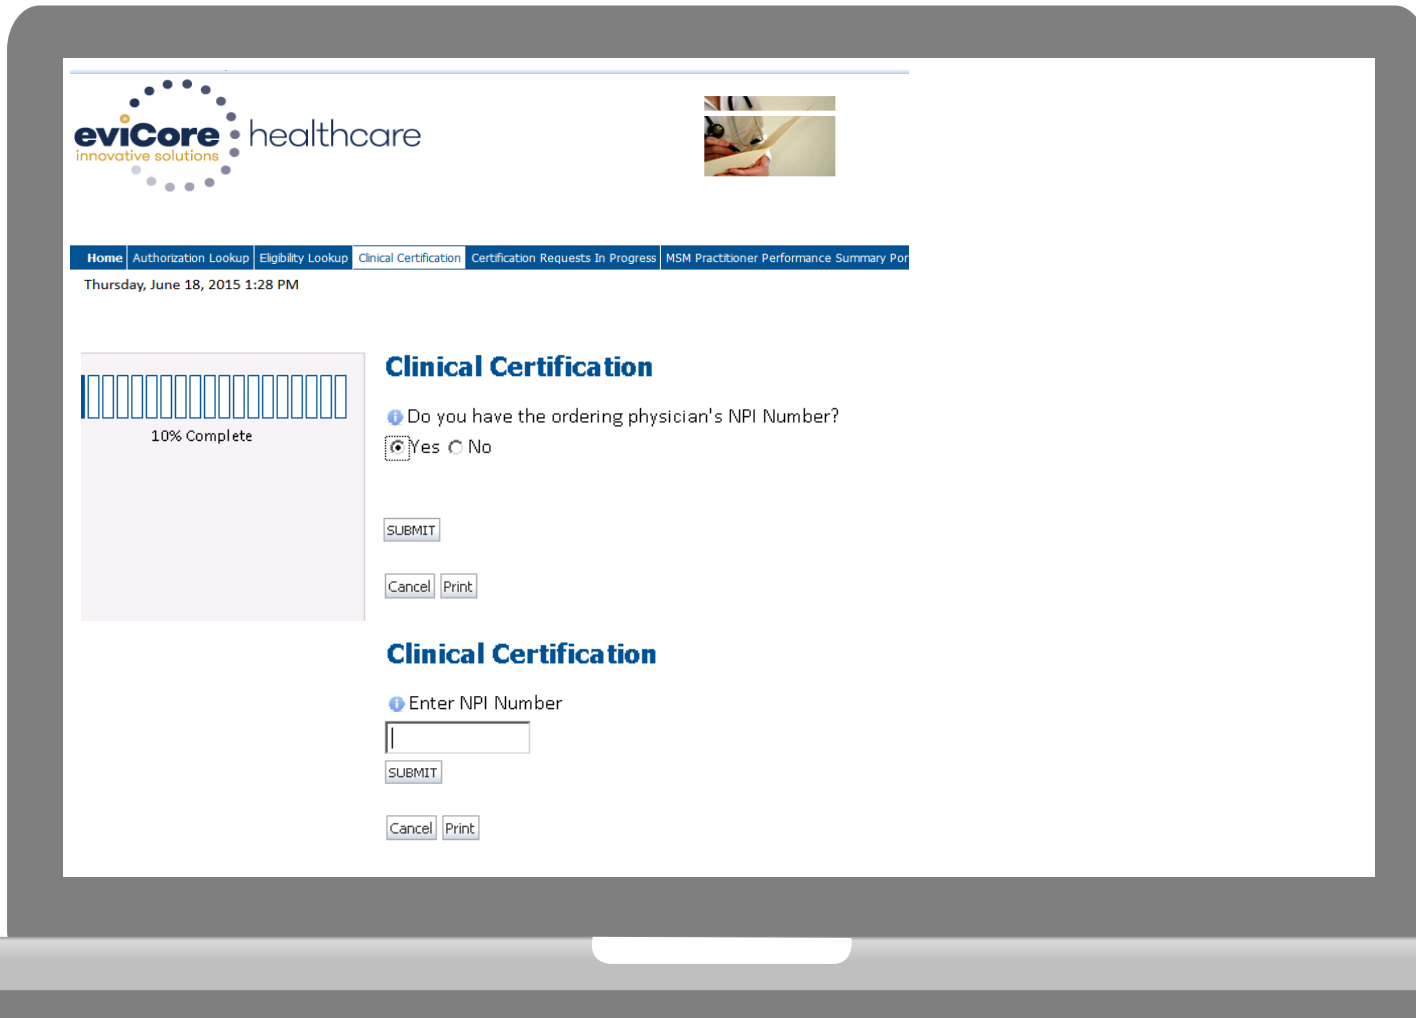 eviCore healthcare
innovative solutions
Home Authorization Lookup Eligibility Lookup Clinical Certification Certification Requests In Progress MSM Practitioner Performance Summary Por
Thursday, June 18, 2015 1:28 PM
10% Complete
Clinical Certification
Do you have the ordering physician's NPI Number?
Yes No
SUBMIT
Cancel Print
Clinical Certification
Enter NPI Number
SUBMIT
Cancel Print